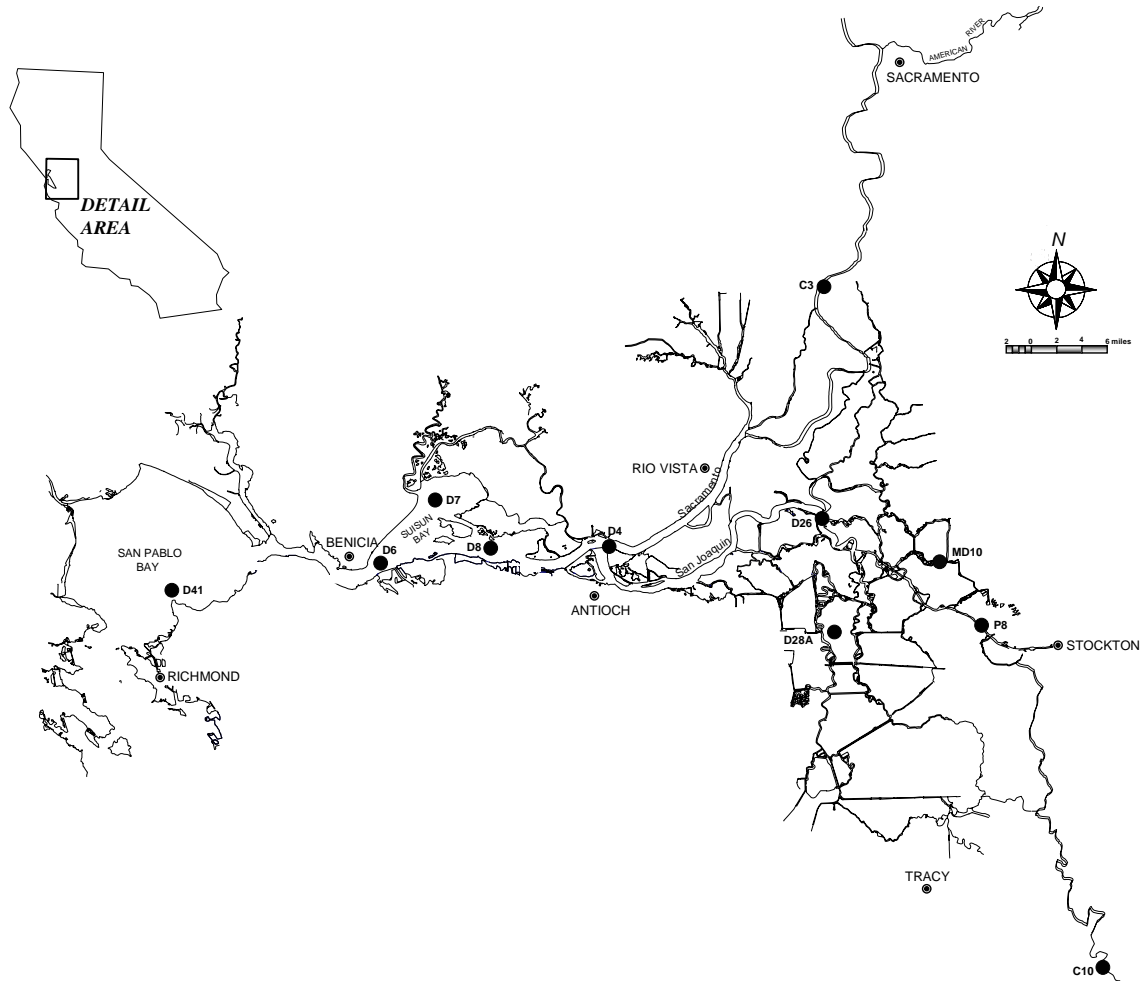 RIVER
AMERICAN
SACRAMENTO
DETAIL
AREA
N
C3
2 0 2 4 6 miles
RIO VISTA
Sacramento
D7
SUISUN
BAY
D26
D4
D8
BENICIA
D6
San Joaquin
SAN PABLO
BAY
MD10
D41
ANTIOCH
P8
D28A
STOCKTON
RICHMOND
TRACY
C10